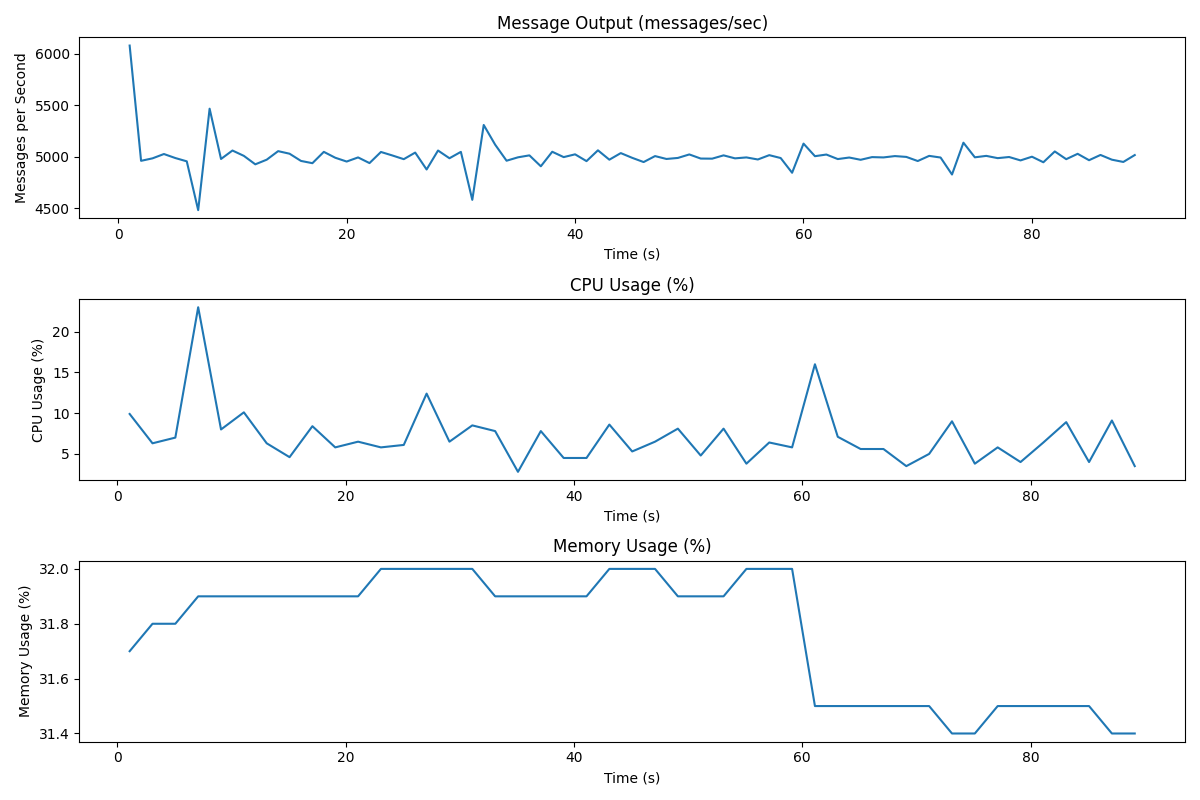 Message Output (messages/sec)
Messages per Second
6000
5500
5000
4500
0 20 40 60 80
Time (s)
CPU Usage (%)
CPU Usage (%)
20
15
10
5
0 20 40 60 80
Time (s)
Memory Usage (%)
Memory Usage (%)
32.0
31.8
31.6
31.4
0 20 40 60 80
Time (s)